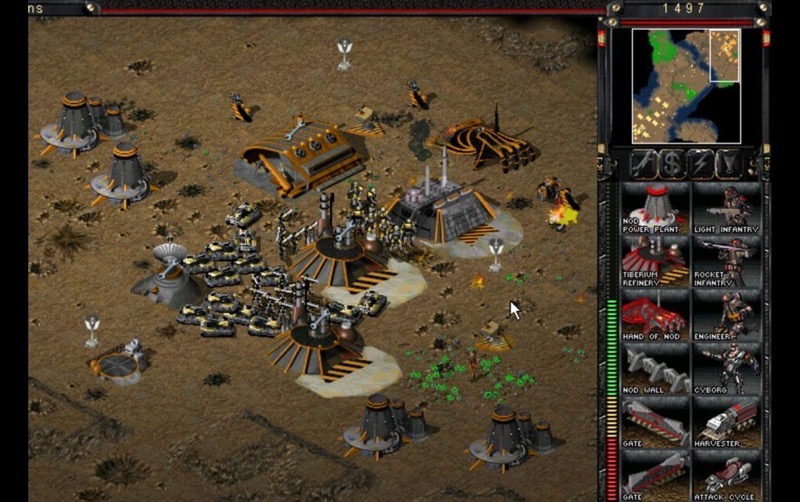 ns
1497
NOD
POWER PLANT
LIGHT INFANTRY
TIBERIUM
REFINERY
ROCKET
INFANTRY
HAND OF NOD
ENGINEER
NOD WALL
CYBORG
GATE
HARVESTER
GATE
ATTACK CYCLE